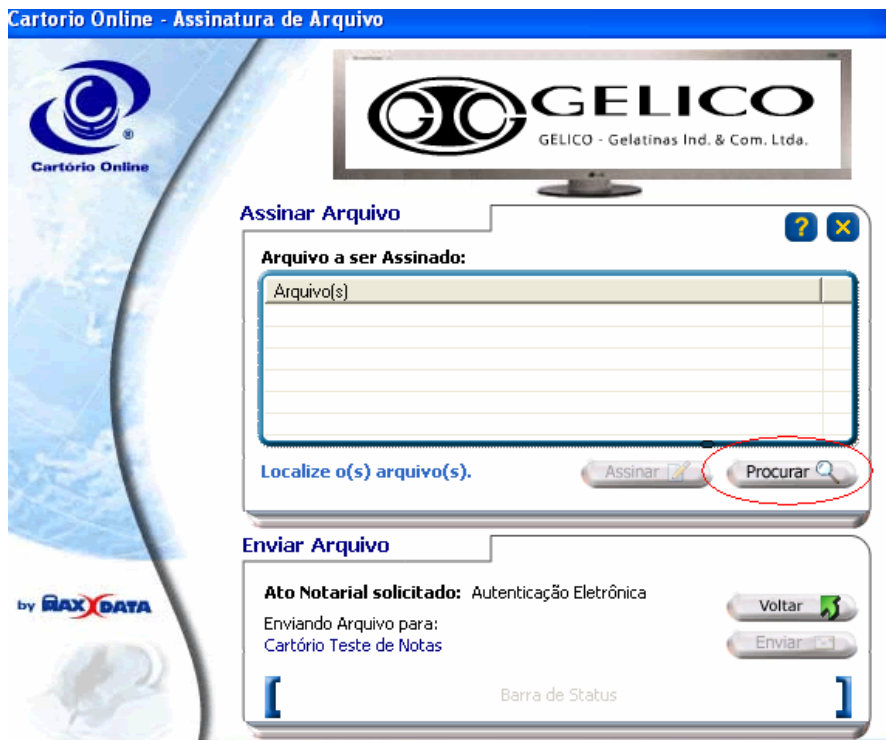 Cartorio Online - Assinatura de Arquivo
GELICO
GELICO - Gelatinas Ind. & Com. Ltda.
Cartório Online
Assinar Arquivo
Arquivo a ser Assinado:
Arquivo(s)
Localize o(s) arquivo(s).
Assinar
Procurar
Enviar Arquivo
Ato Notarial solicitado: Autenticação Eletrônica
Voltar
Enviando Arquivo para:
Cartório Teste de Notas
Enviar
by MAXXDATA
Barra de Status